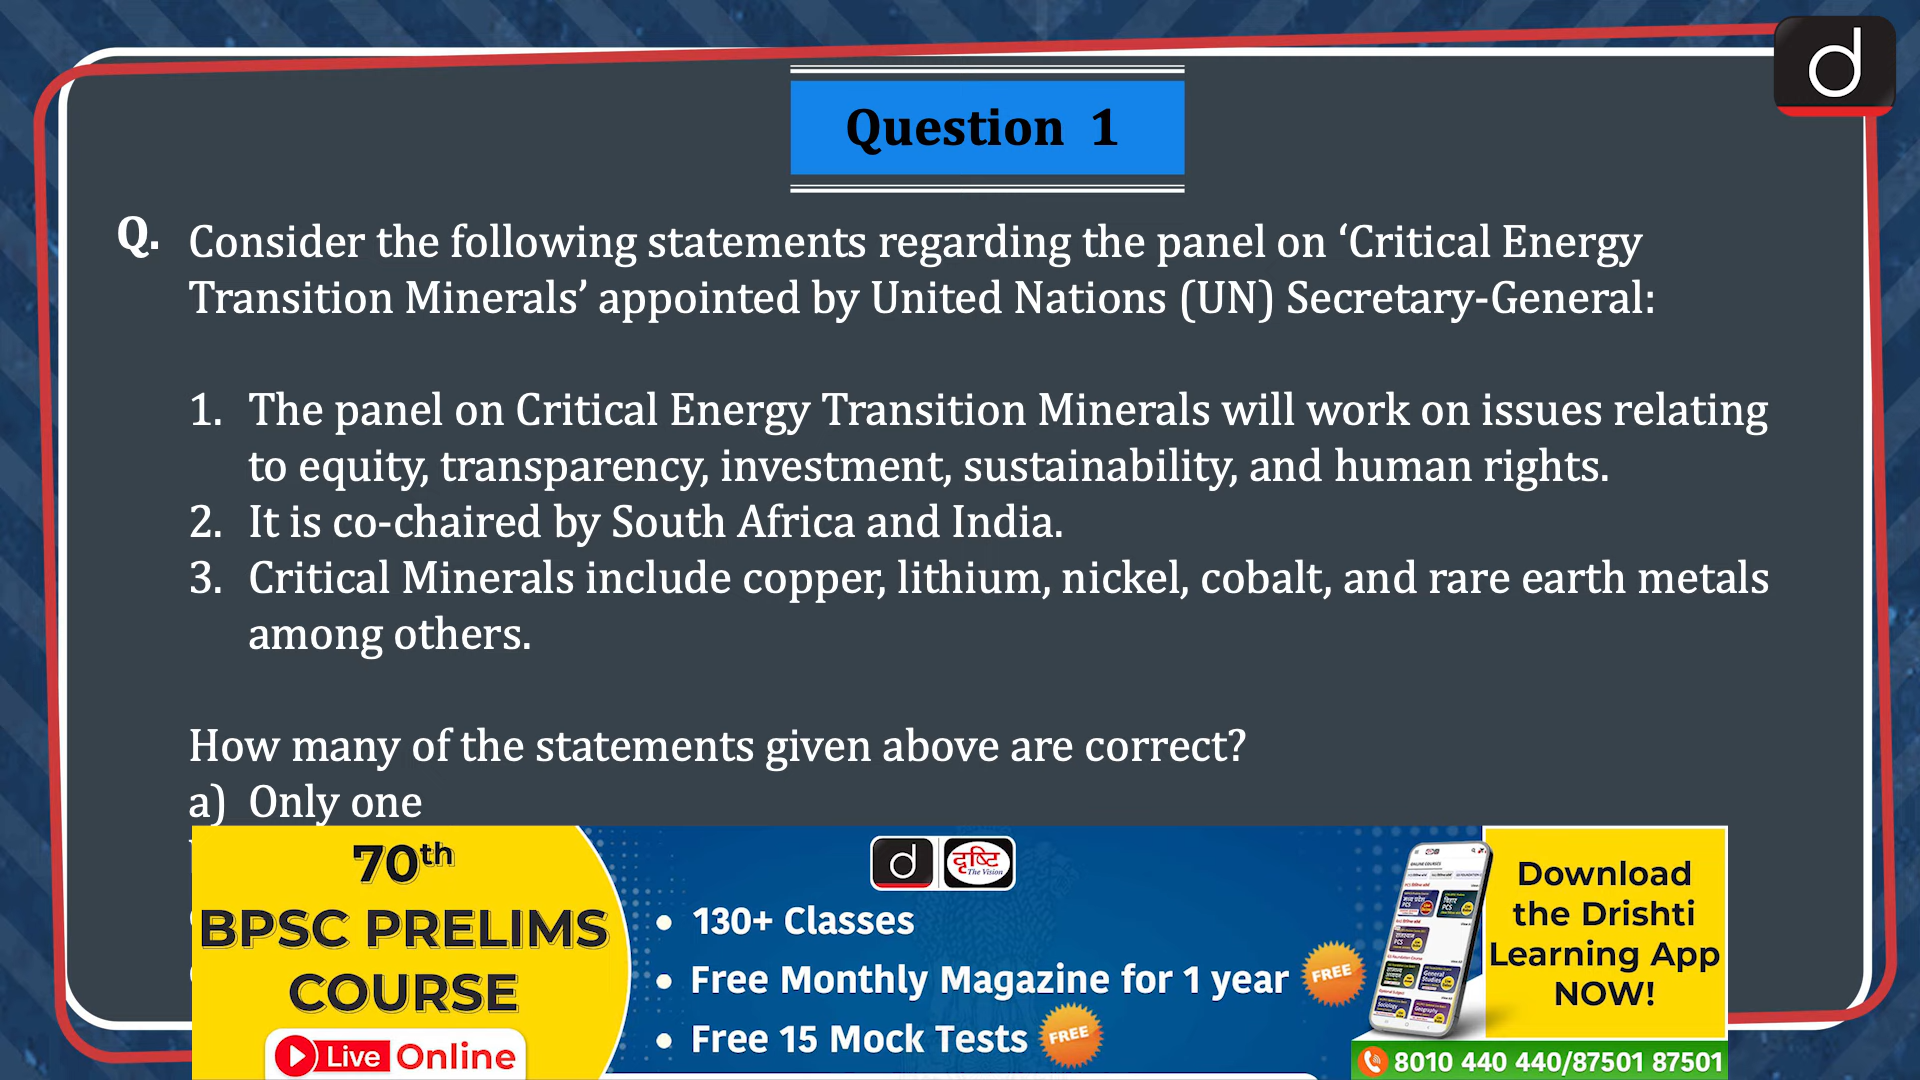 d
Question 1
Q. Consider the following statements regarding the panel on ‘Critical Energy
Transition Minerals’ appointed by United Nations (UN) Secretary-General:
1. The panel on Critical Energy Transition Minerals will work on issues relating
to equity, transparency, investment, sustainability, and human rights.
2. It is co-chaired by South Africa and India.
3. Critical Minerals include copper, lithium, nickel, cobalt, and rare earth metals
among others.
How many of the statements given above are correct?
a) Only one
70th
BPSC PRELIMS
COURSE
Live Online
d दृष्टि
The Vision
• 130+ Classes
• Free Monthly Magazine for 1 year FREE
• Free 15 Mock Tests FREE
Download
the Drishti
Learning App
NOW!
8010 440 440/87501 87501